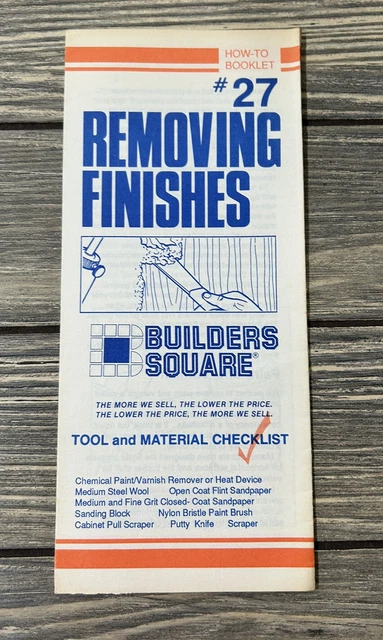 HOW-TO
BOOKLET
#27
REMOVING
FINISHES
BUILDERS
SQUARE®
THE MORE WE SELL, THE LOWER THE PRICE.
THE LOWER THE PRICE, THE MORE WE SELL.
TOOL and MATERIAL CHECKLIST
Chemical Paint/Varnish Remover or Heat Device
Medium Steel Wool Open Coat Flint Sandpaper
Medium and Fine Grit Closed- Coat Sandpaper
Sanding Block Nylon Bristle Paint Brush
Cabinet Pull Scraper Putty Knife Scraper